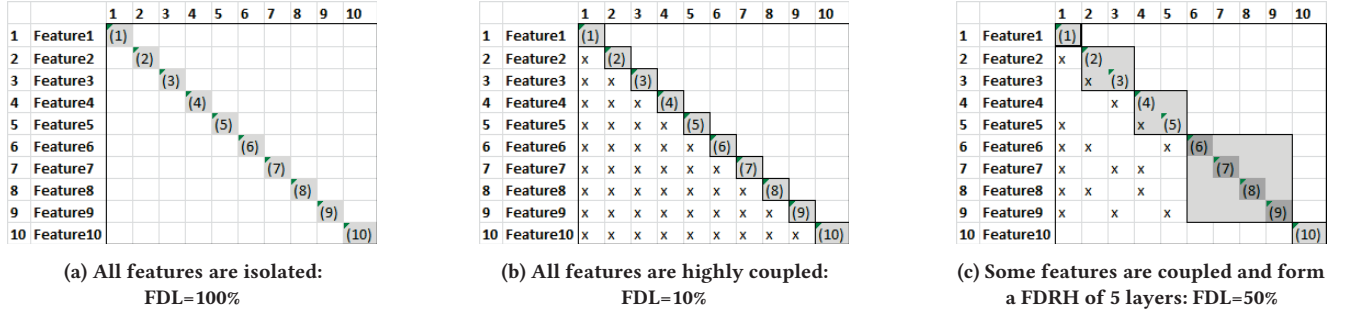 1 2 3 4 5 6 7 8 9 10
1 Feature1 (1)
2 Feature2 (2)
3 Feature3 (3)
4 Feature4 (4)
5 Feature5 (5)
6 Feature6 (6)
7 Feature7 (7)
8 Feature8 (8)
9 Feature9 (9)
10 Feature10 (10)
(a) All features are isolated:
FDL=100%
1 2 3 4 5 6 7 8 9 10
1 Feature1 (1)
2 Feature2 x (2)
3 Feature3 x x (3)
4 Feature4 x x x (4)
5 Feature5 x x x x (5)
6 Feature6 x x x x x (6)
7 Feature7 x x x x x x (7)
8 Feature8 x x x x x x x (8)
9 Feature9 x x x x x x x x (9)
10 Feature10 x x x x x x x x x (10)
(b) All features are highly coupled:
FDL=10%
1 2 3 4 5 6 7 8 9 10
1 Feature1 (1)
2 Feature2 x (2)
3 Feature3 x (3)
4 Feature4 x (4)
5 Feature5 x x (5)
6 Feature6 x x x (6)
7 Feature7 x x x (7)
8 Feature8 x x x (8)
9 Feature9 x x x (9)
10 Feature10 (10)
(c) Some features are coupled and form
a FDRH of 5 layers: FDL=50%